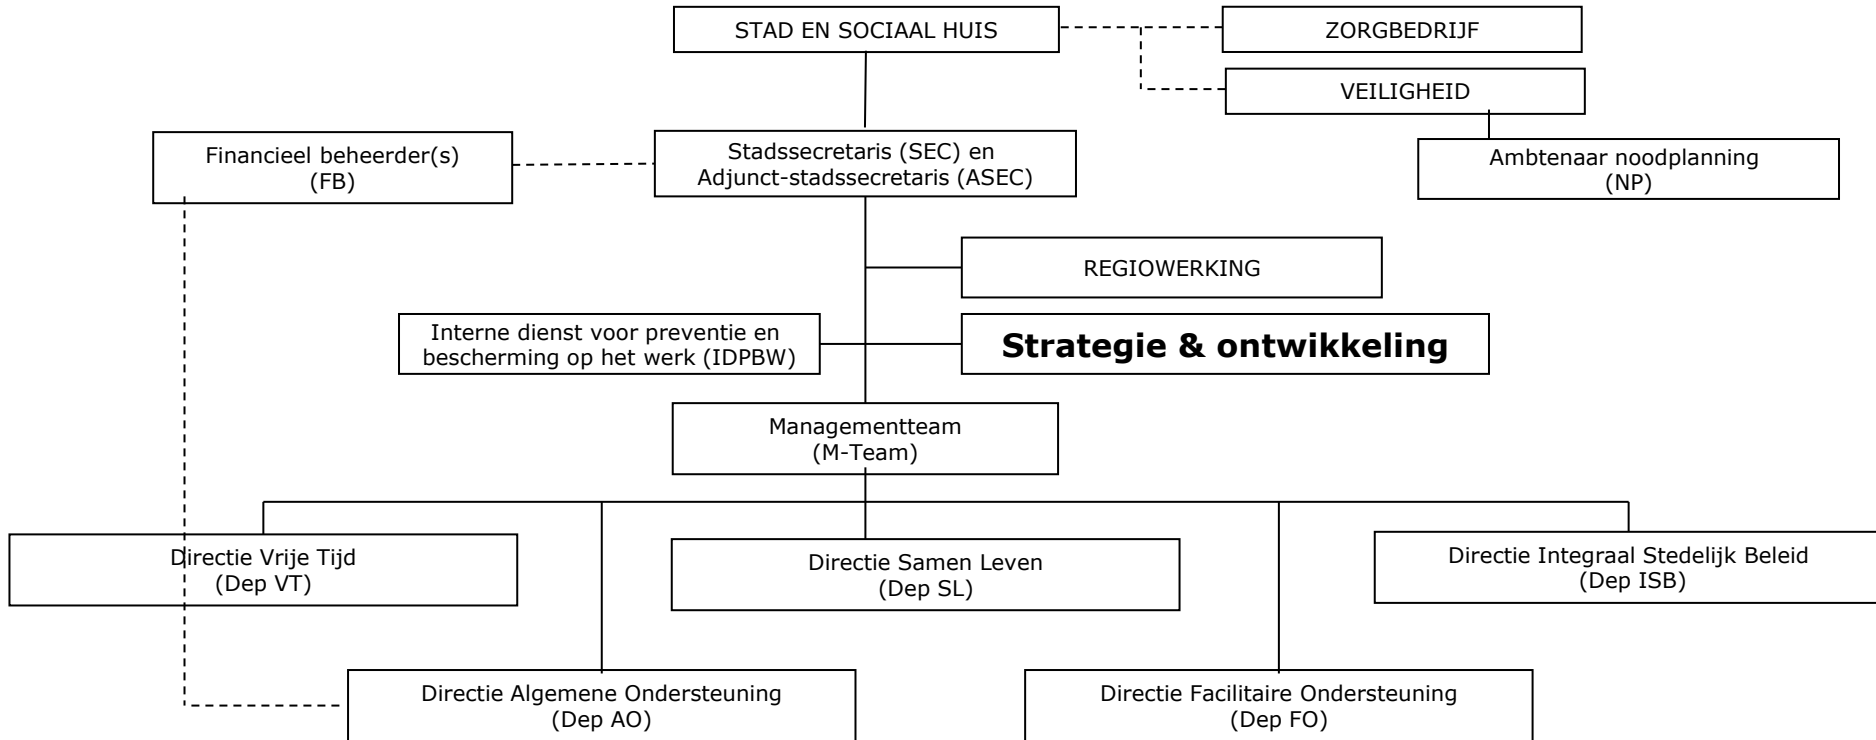 STAD EN SOCIAAL HUIS
ZORGBEDRIJF
VEILIGHEID
Financieel beheerder(s)
(FB)
Stadssecretaris (SEC) en
Adjunct-stadssecretaris (ASEC)
Ambtenaar noodplanning
(NP)
REGIOWERKING
Interne dienst voor preventie en
bescherming op het werk (IDPBW)
Strategie & ontwikkeling
Managementteam
(M-Team)
Directie Vrije Tijd
(Dep VT)
Directie Samen Leven
(Dep SL)
Directie Integraal Stedelijk Beleid
(Dep ISB)
Directie Algemene Ondersteuning
(Dep AO)
Directie Facilitaire Ondersteuning
(Dep FO)